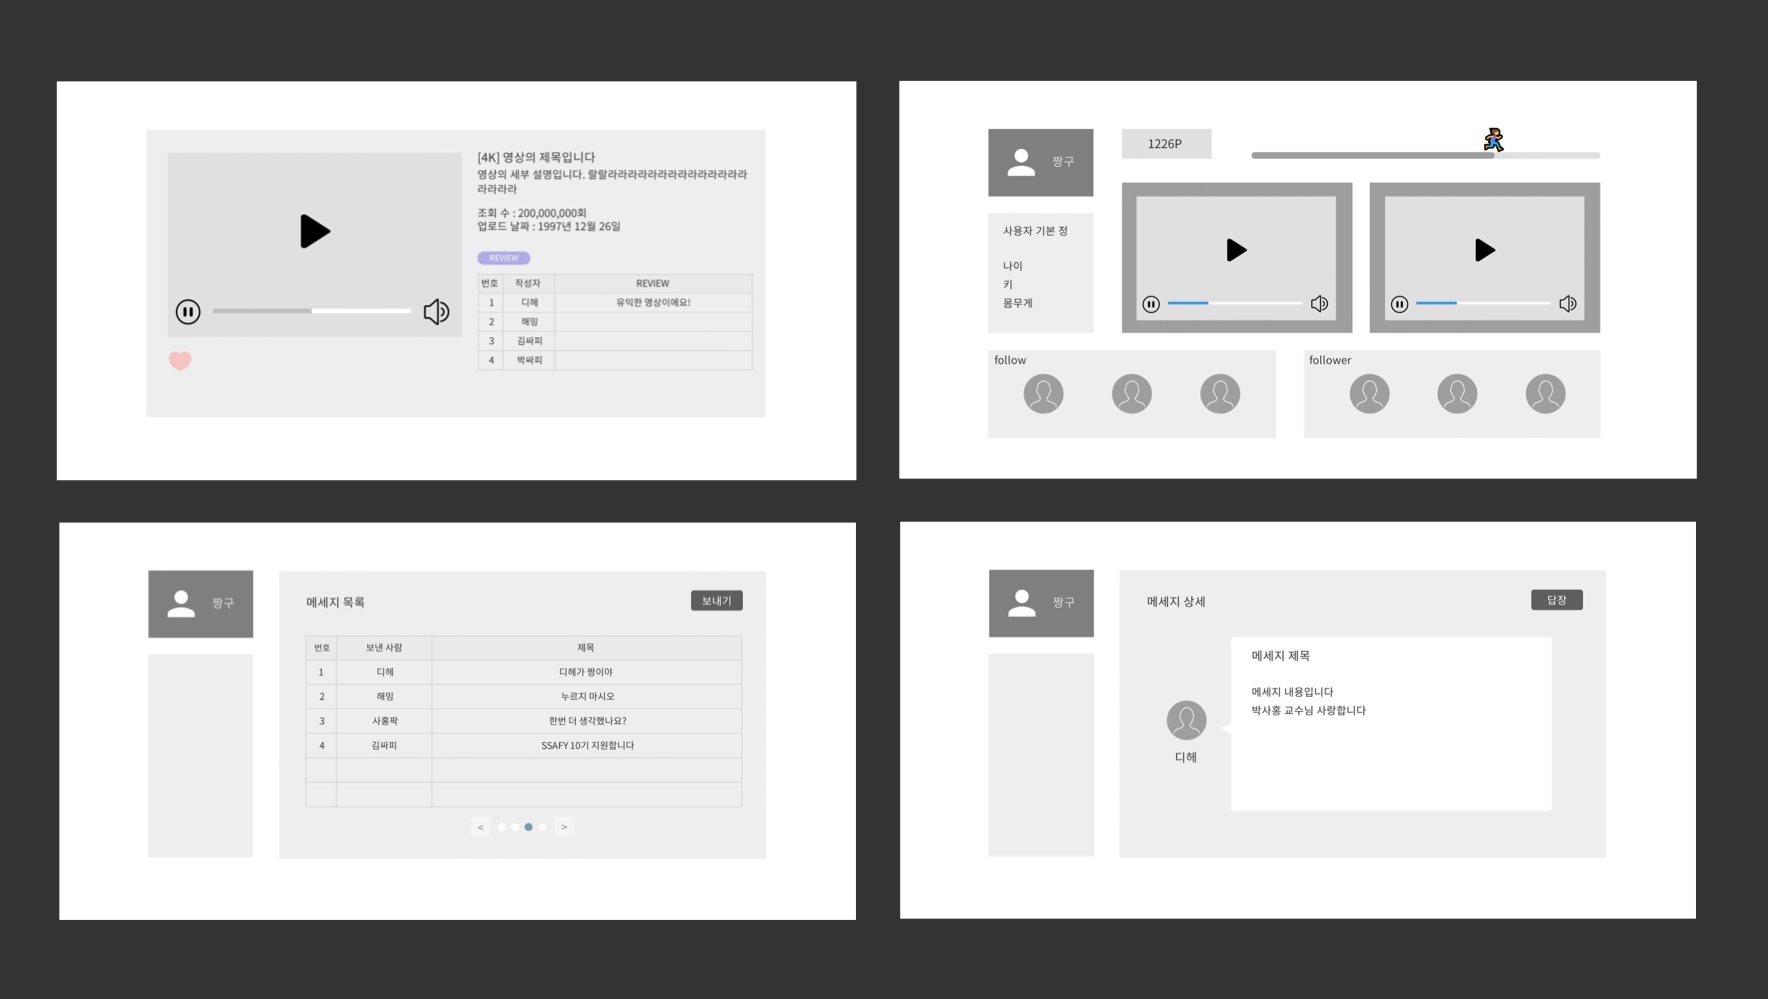 [4K] 영상의 제목입니다
영상의 세부 설명입니다. 랄랄라라라라라라라라라라라라라라
라라라라
조회 수 : 200,000,000회
업로드 날짜 : 1997년 12월 26일
REVIEW
번호 작성자 REVIEW
1 디헤 유익한 영상이에요!
2 해밍
3 김싸피
4 박싸피
짱구
1226P
사용자 기본 정
나이
키
몸무게
follow
follower
짱구
메세지 목록
보내기
번호 보낸 사람 제목
1 디헤 디헤가 짱이야
2 해밍 누르지 마시오
3 사홍팍 한번 더 생각했나요?
4 김싸피 SSAFY 10기 지원합니다
< >
짱구
메세지 상세
답장
메세지 제목
메세지 내용입니다
박사홍 교수님 사랑합니다
디헤